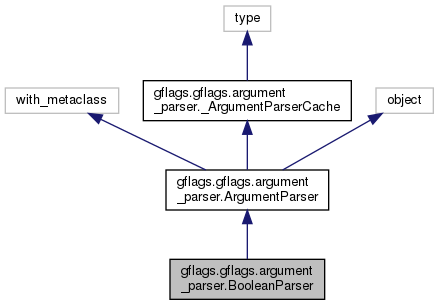 type
gflags.gflags.argument
_parser._ArgumentParserCache
with_metaclass
object
gflags.gflags.argument
_parser.ArgumentParser
gflags.gflags.argument
_parser.BooleanParser